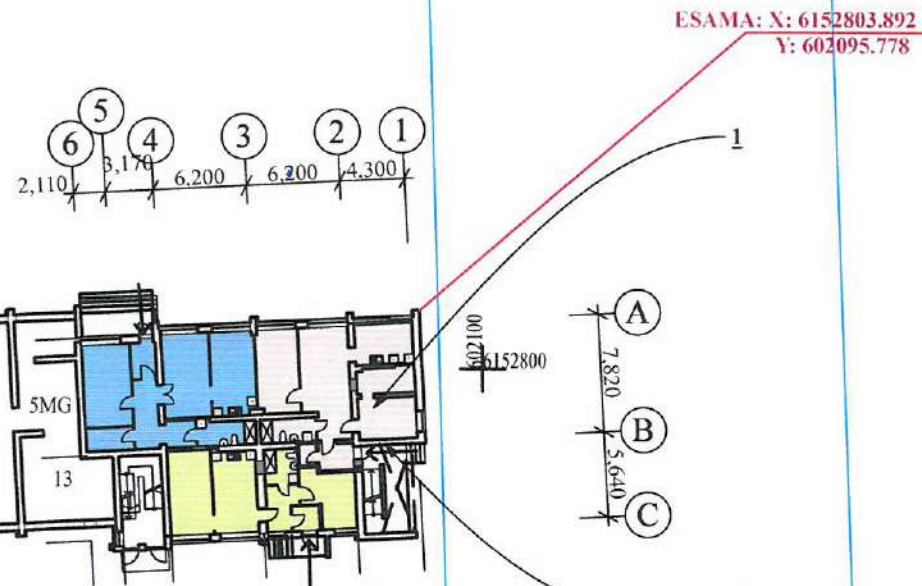 ESAMA: X: 6152803.892
Y: 602095.778
1
6 5 4 3 2 1
2,110 3,170 6,200 6,200 4,300
A
602100
6152800
7,820
5MG
B
13
5,640
C